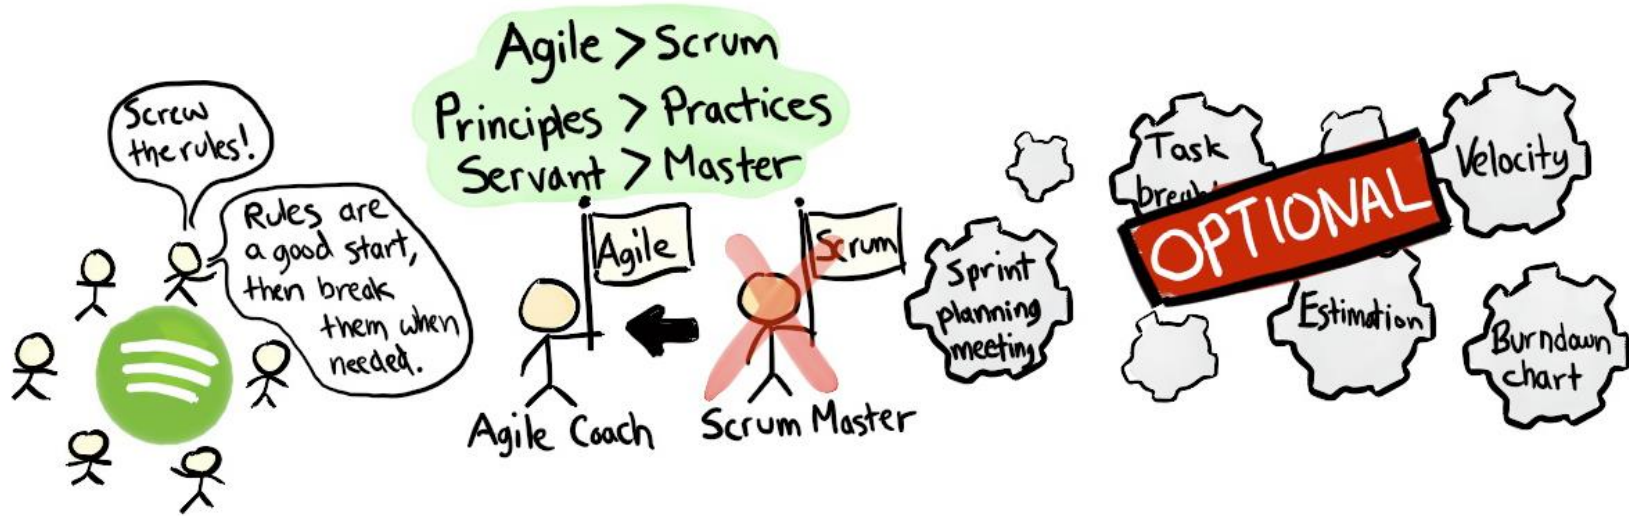 Agile > Scrum
Principles > Practices
Servant > Master
Screw
the rules!
Rules are
a good start,
then break
them when
needed.
Agile
Agile Coach
Scrum
Scrum Master
Sprint
planning
meeting
Task
OPTIONAL
Velocity
Estimation
Burndown
chart